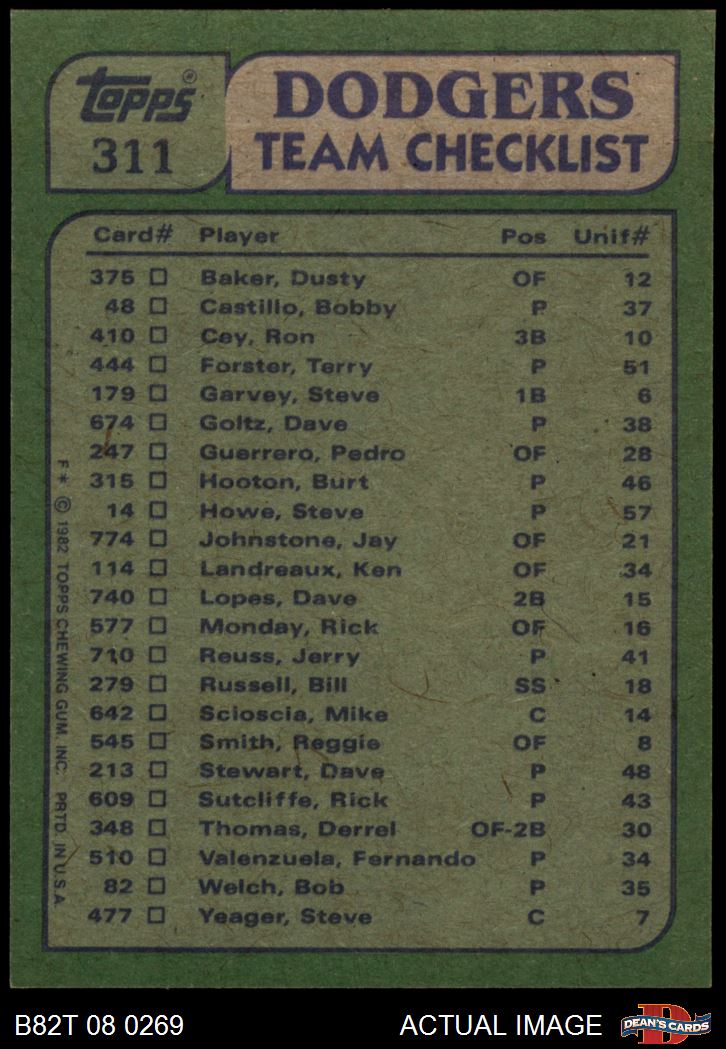 topps®
311
DODGERS
TEAM CHECKLIST
Card# Player Pos Unif#
375 Baker, Dusty OF 12
48 Castillo, Bobby P 37
410 Cey, Ron 3B 10
444 Forster, Terry P 51
179 Garvey, Steve 1B 6
674 Goltz, Dave P 38
247 Guerrero, Pedro OF 28
315 Hooton, Burt P 46
14 Howe, Steve P 57
774 Johnstone, Jay OF 21
114 Landreaux, Ken OF 34
740 Lopes, Dave 2B 15
577 Monday, Rick OF 16
710 Reuss, Jerry P 41
279 Russell, Bill SS 18
642 Scioscia, Mike C 14
545 Smith, Reggie OF 8
213 Stewart, Dave P 48
609 Sutcliffe, Rick P 43
348 Thomas, Derrel OF-2B 30
510 Valenzuela, Fernando P 34
82 Welch, Bob P 35
477 Yeager, Steve C 7
F * © 1982 TOPPS CHEWING GUM, INC. PRTD. IN U.S.A.
B82T 08 0269
ACTUAL IMAGE
D
DEAN'S CARDS